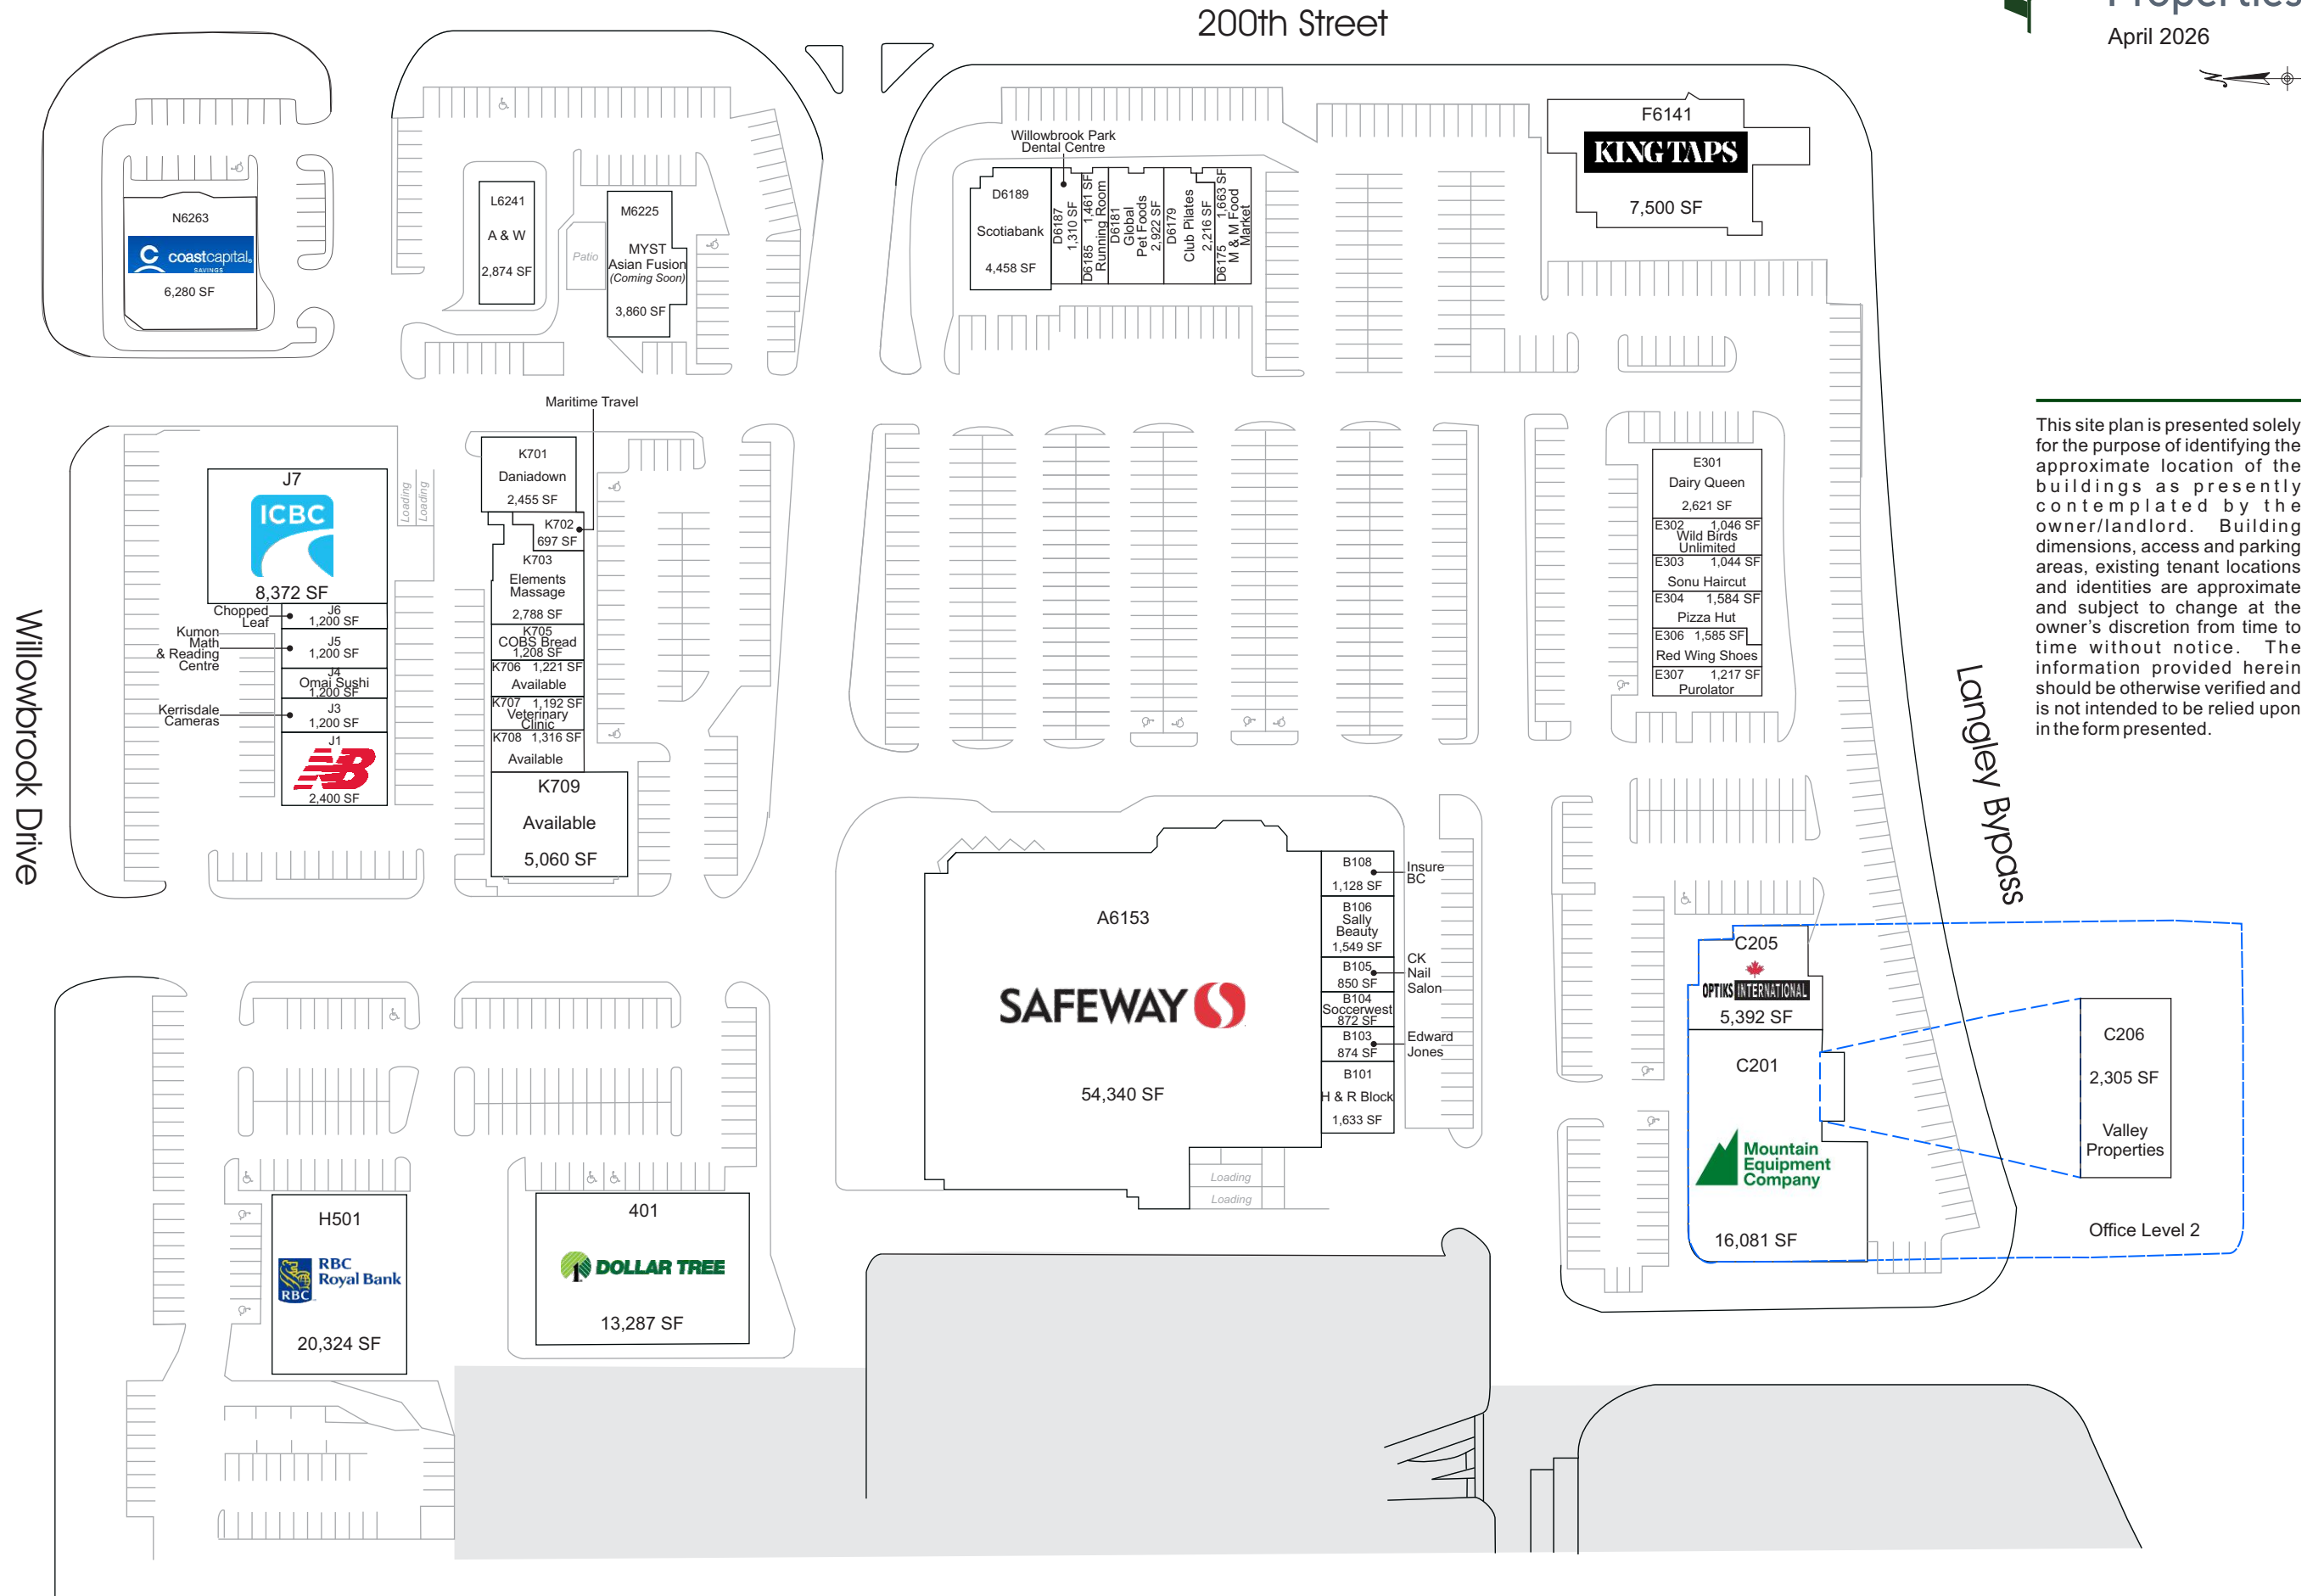 200th Street
Properties
April 2026
N
N6263
coastcapital
SAVINGS
6,280 SF
L6241
A & W
2,874 SF
Patio
M6225
MYST
Asian Fusion
(Coming Soon)
3,860 SF
Willowbrook Park
Dental Centre
D6189
Scotiabank
4,458 SF
D6187
1,310 SF
D6185 1,461 SF
Running Room
D6181
Global
Pet Foods
2,922 SF
D6179
Club Pilates
2,216 SF
D6175 1,663 SF
M & M Food
Market
F6141
KING TAPS
7,500 SF
Willowbrook Drive
J7
ICBC
8,372 SF
Loading
Loading
Chopped
Leaf
J6
1,200 SF
Kumon
Math
& Reading
Centre
J5
1,200 SF
J4
Omai Sushi
1,200 SF
Kerrisdale
Cameras
J3
1,200 SF
J1
NB
2,400 SF
Maritime Travel
K701
Daniadown
2,455 SF
K702
697 SF
K703
Elements
Massage
2,788 SF
K705
COBS Bread
1,208 SF
K706 1,221 SF
Available
K707 1,192 SF
Veterinary
Clinic
K708 1,316 SF
Available
K709
Available
5,060 SF
E301
Dairy Queen
2,621 SF
E302 1,046 SF
Wild Birds
Unlimited
E303 1,044 SF
Sonu Haircut
E304 1,584 SF
Pizza Hut
E306 1,585 SF
Red Wing Shoes
E307 1,217 SF
Purolator
Langley Bypass
This site plan is presented solely
for the purpose of identifying the
approximate location of the
buildings as presently
contemplated by the
owner/landlord. Building
dimensions, access and parking
areas, existing tenant locations
and identities are approximate
and subject to change at the
owner’s discretion from time to
time without notice. The
information provided herein
should be otherwise verified and
is not intended to be relied upon
in the form presented.
A6153
SAFEWAY
54,340 SF
Loading
Loading
B108
1,128 SF
Insure
BC
B106
Sally
Beauty
1,549 SF
B105
850 SF
CK
Nail
Salon
B104
Soccerwest
872 SF
B103
874 SF
Edward
Jones
B101
H & R Block
1,633 SF
C205
OPTIKS INTERNATIONAL
5,392 SF
C201
Mountain
Equipment
Company
16,081 SF
C206
2,305 SF
Valley
Properties
Office Level 2
H501
RBC
RBC
Royal Bank
20,324 SF
401
DOLLAR TREE
13,287 SF